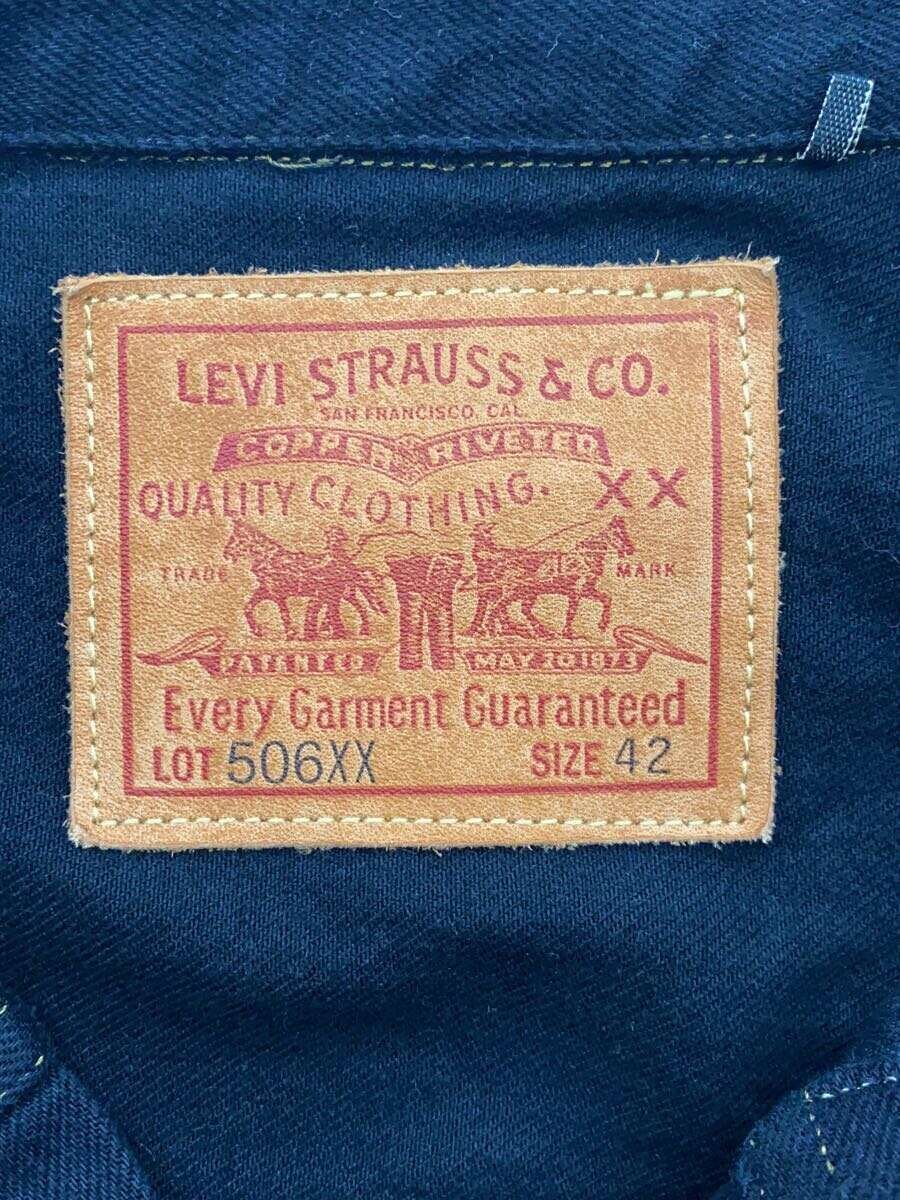 LEVI STRAUSS & CO.
SAN FRANCISCO, CAL.
COPPER RIVETED
QUALITY CLOTHING. XX
TRADE MARK
PATENTED MAY 20 1873
Every Garment Guaranteed
LOT 506XX SIZE 42